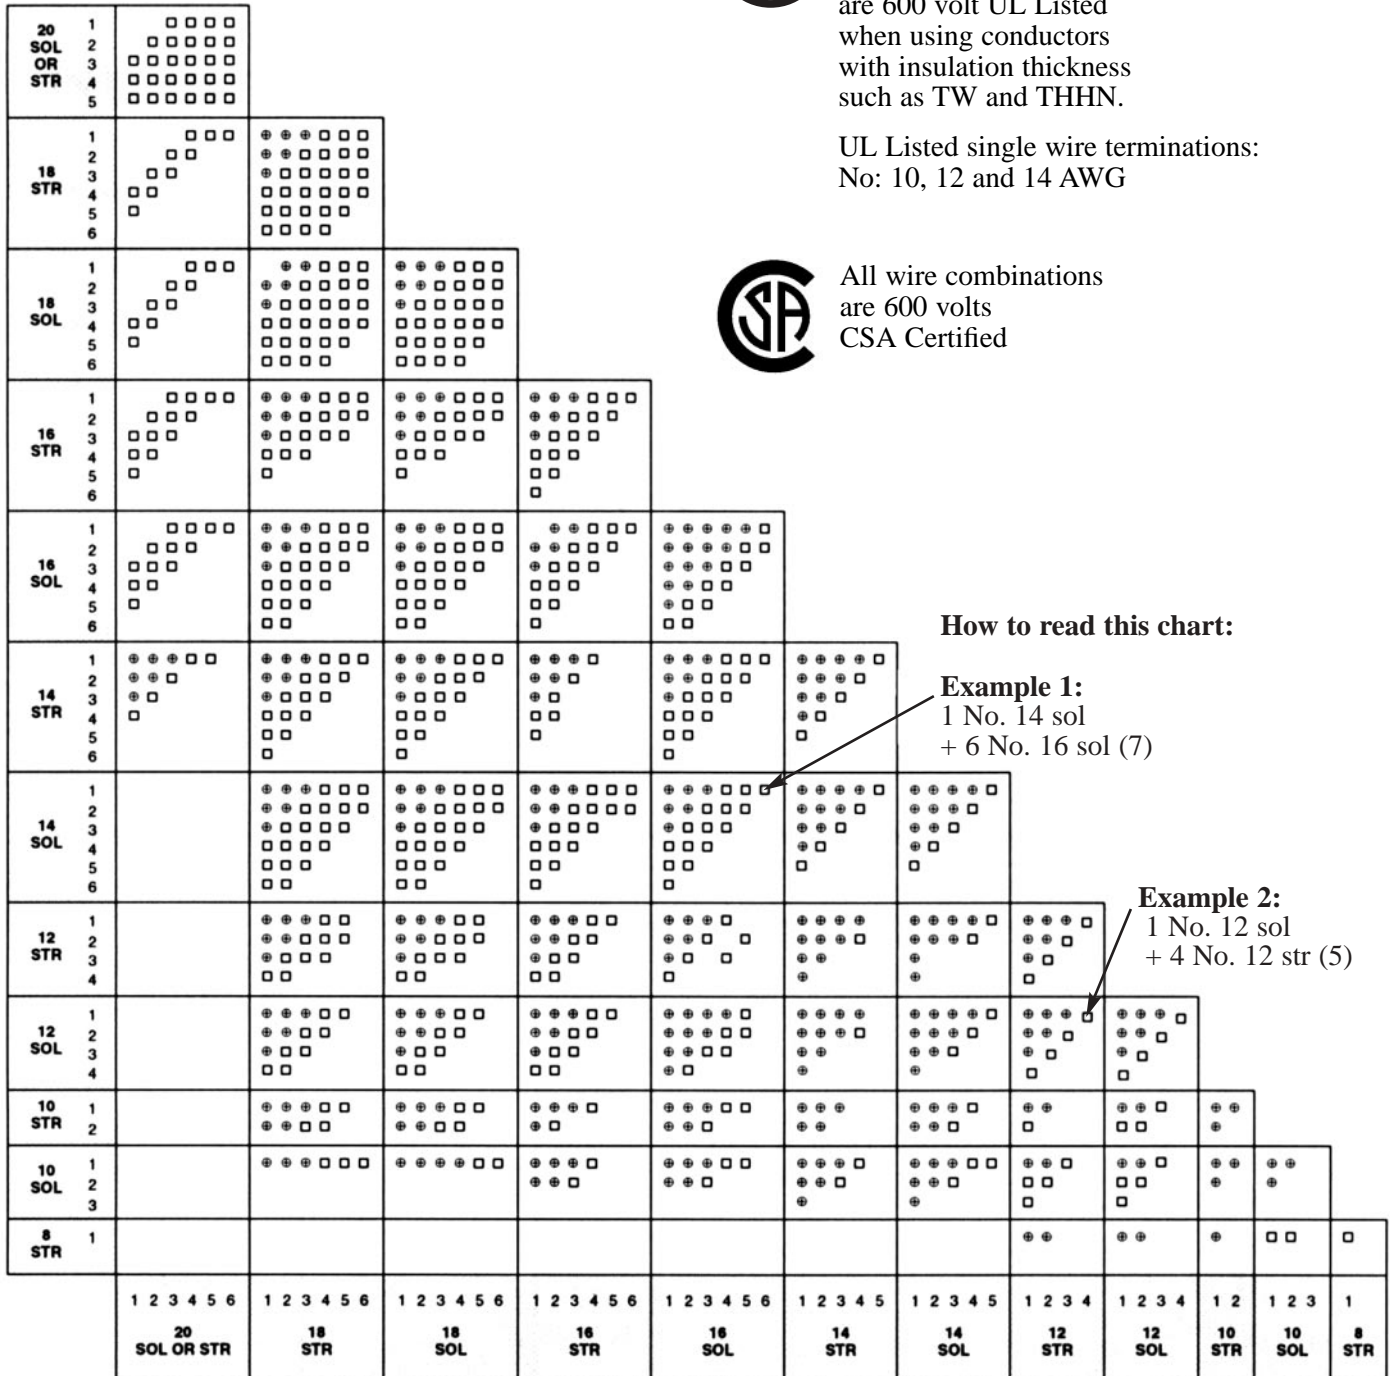 are 600 volt UL Listed
when using conductors
with insulation thickness
such as TW and THHN.
UL Listed single wire terminations:
No: 10, 12 and 14 AWG
CSA
All wire combinations
are 600 volts
CSA Certified
How to read this chart:
Example 1:
1 No. 14 sol
+ 6 No. 16 sol (7)
Example 2:
1 No. 12 sol
+ 4 No. 12 str (5)
20
SOL
OR
STR
1
2
3
4
5
18
STR
1
2
3
4
5
6
18
SOL
1
2
3
4
5
6
16
STR
1
2
3
4
5
6
16
SOL
1
2
3
4
5
6
14
STR
1
2
3
4
5
6
14
SOL
1
2
3
4
5
6
12
STR
1
2
3
4
12
SOL
1
2
3
4
10
STR
1
2
10
SOL
1
2
3
8
STR
1
1 2 3 4 5 6
20
SOL OR STR
1 2 3 4 5 6
18
STR
1 2 3 4 5 6
18
SOL
1 2 3 4 5 6
16
STR
1 2 3 4 5 6
16
SOL
1 2 3 4 5
14
STR
1 2 3 4 5
14
SOL
1 2 3 4
12
STR
1 2 3 4
12
SOL
1 2
10
STR
1 2 3
10
SOL
1
8
STR